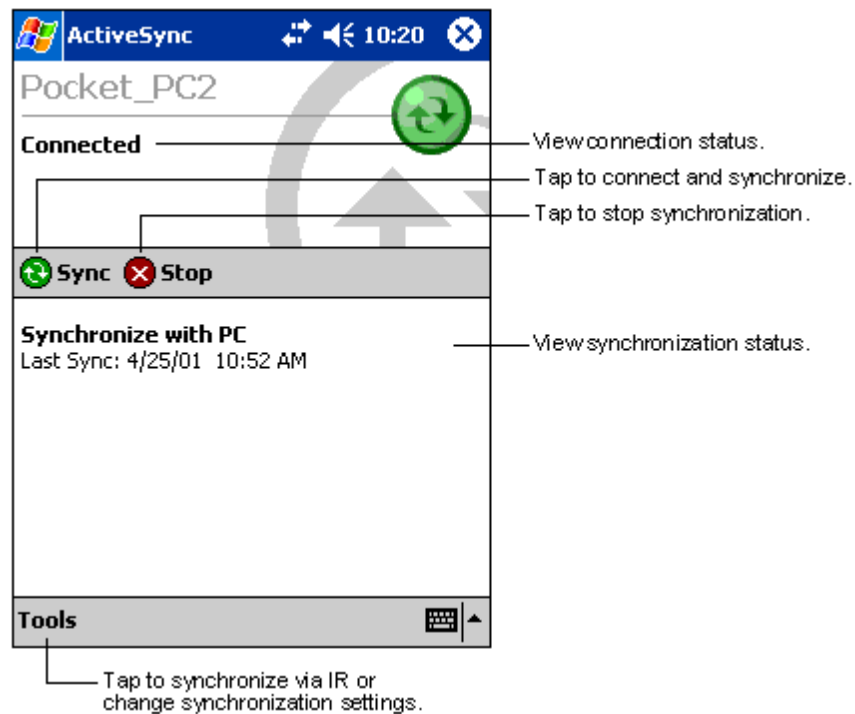 ActiveSync 10:20
Pocket_PC2
Connected
View connection status.
Tap to connect and synchronize.
Tap to stop synchronization.
Sync Stop
Synchronize with PC
Last Sync: 4/25/01 10:52 AM
View synchronization status.
Tools
Tap to synchronize via IR or
change synchronization settings.